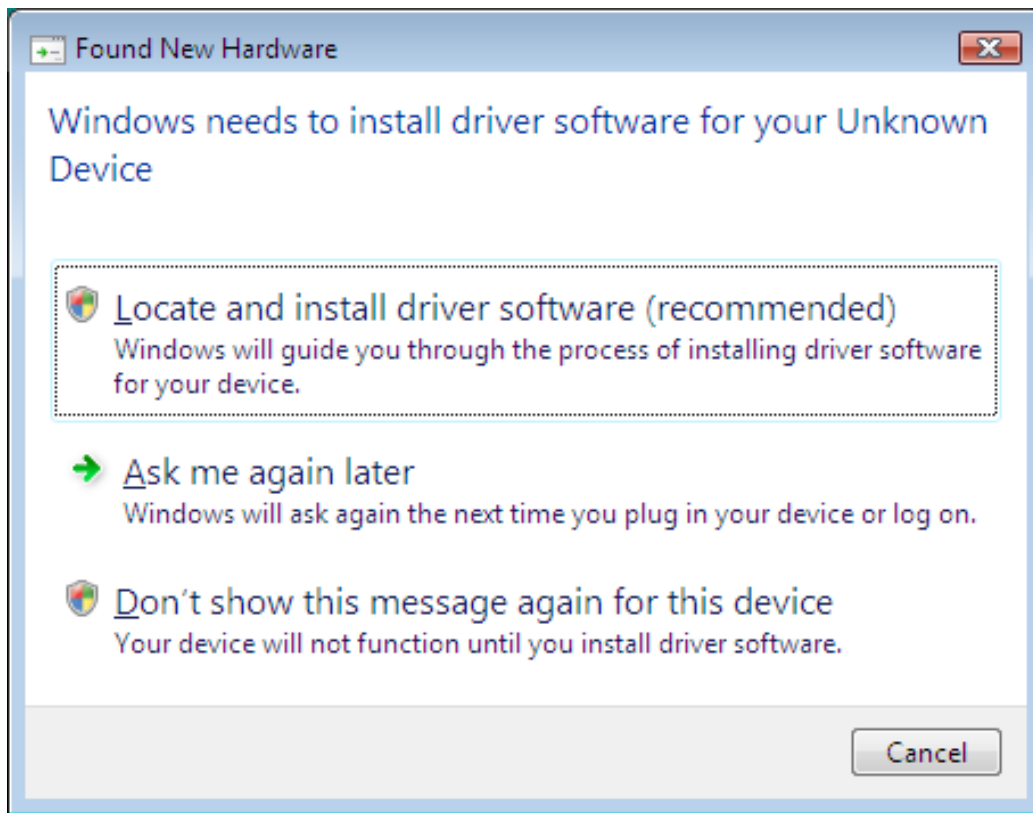 Found New Hardware
Windows needs to install driver software for your Unknown
Device
Locate and install driver software (recommended)
Windows will guide you through the process of installing driver software
for your device.
Ask me again later
Windows will ask again the next time you plug in your device or log on.
Don't show this message again for this device
Your device will not function until you install driver software.
Cancel